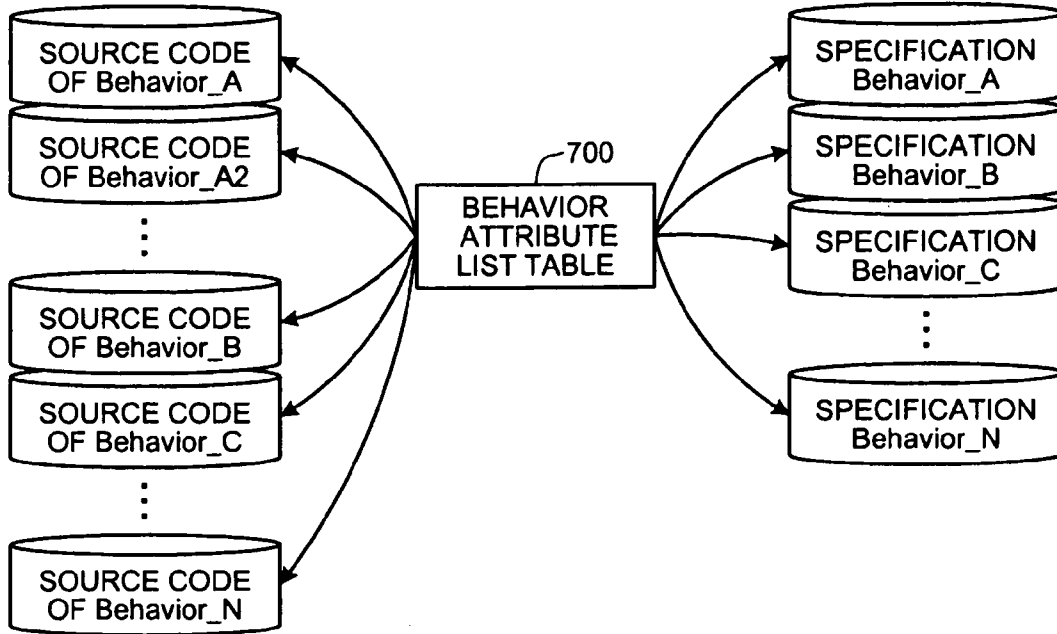 SOURCE CODE
OF Behavior_A
SOURCE CODE
OF Behavior_A2
SOURCE CODE
OF Behavior_B
SOURCE CODE
OF Behavior_C
SOURCE CODE
OF Behavior_N
700
BEHAVIOR
ATTRIBUTE
LIST TABLE
SPECIFICATION
Behavior_A
SPECIFICATION
Behavior_B
SPECIFICATION
Behavior_C
SPECIFICATION
Behavior_N